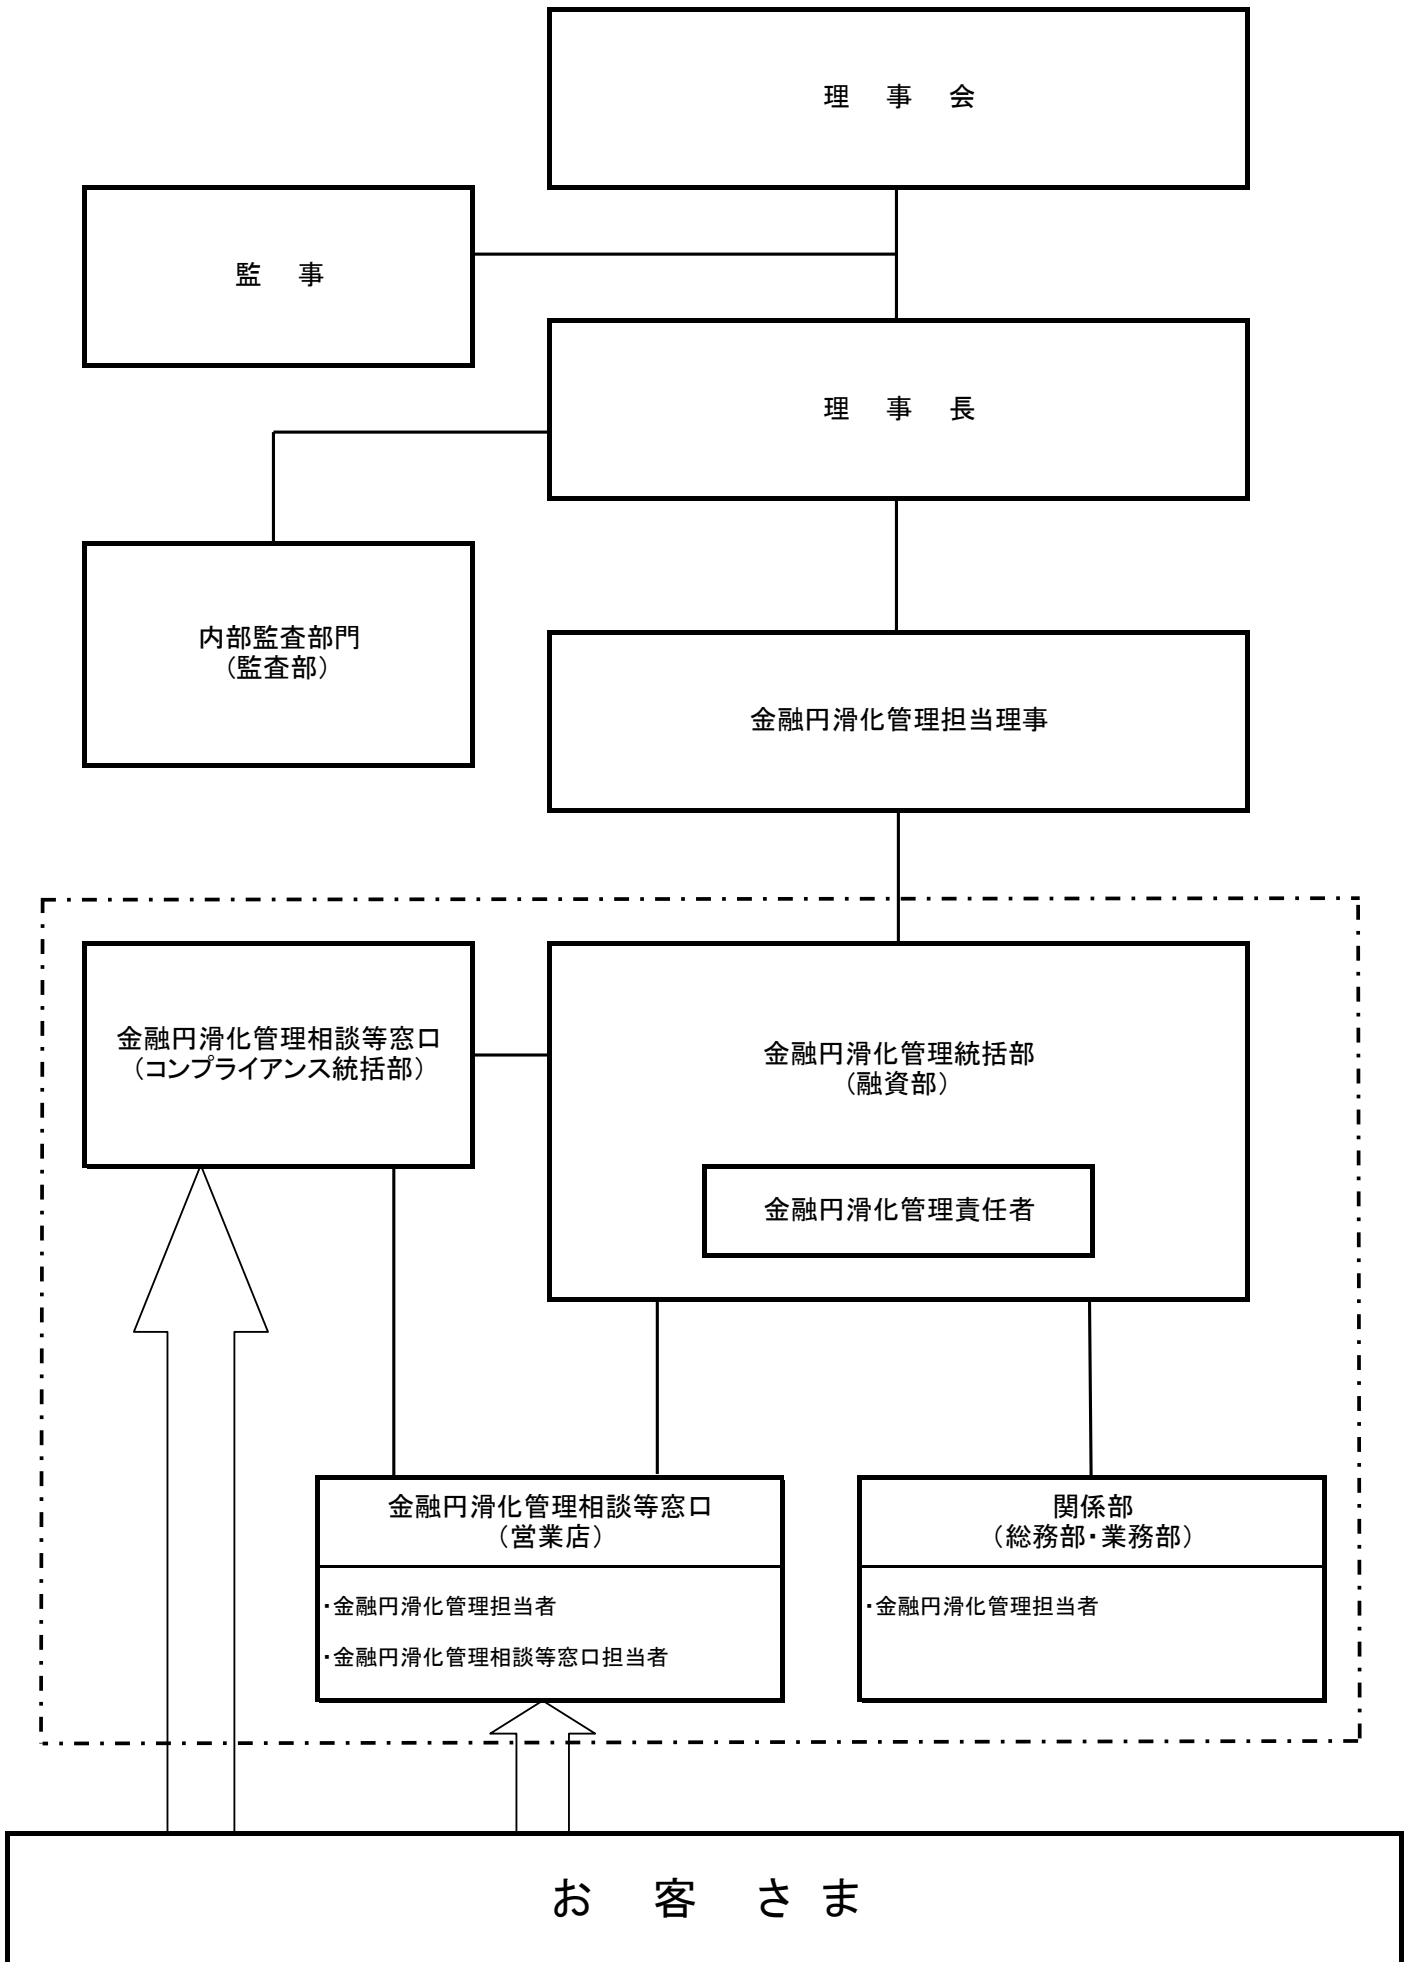 理 事 会
監 事
理 事 長
内部監査部門
（監査部）
金融円滑化管理担当理事
金融円滑化管理相談等窓口
（コンプライアンス統括部）
金融円滑化管理統括部
（融資部）
金融円滑化管理責任者
金融円滑化管理相談等窓口
（営業店）
・金融円滑化管理担当者
・金融円滑化管理相談等窓口担当者
関係部
（総務部・業務部）
・金融円滑化管理担当者
お 客 さ ま